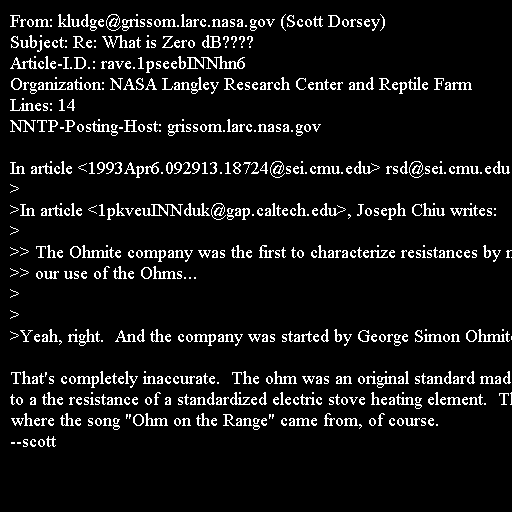 From: kludge@grissom.larc.nasa.gov (Scott Dorsey)
Subject: Re: What is Zero dB????
Article-I.D.: rave.1pseebINNhn6
Organization: NASA Langley Research Center and Reptile Farm
Lines: 14
NNTP-Posting-Host: grissom.larc.nasa.gov

In article <1993Apr6.092913.18724@sei.cmu.edu> rsd@sei.cmu.edu
>
>In article <1pkveuINNduk@gap.caltech.edu>, Joseph Chiu writes:
>
>> The Ohmite company was the first to characterize resistances by
>> our use of the Ohms...
>
>
>Yeah, right.  And the company was started by George Simon Ohmite

That's completely inaccurate.  The ohm was an original standard mad
to a the resistance of a standardized electric stove heating element.
where the song "Ohm on the Range" came from, of course.
--scott